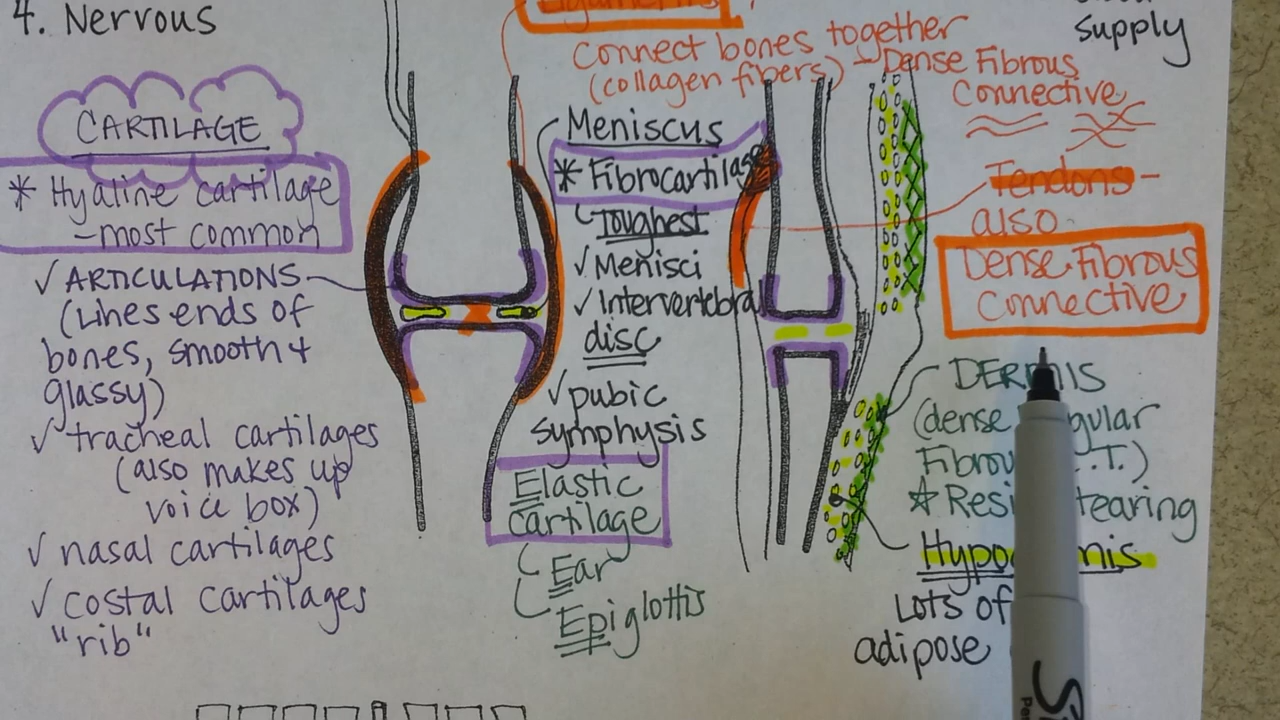 4. Nervous
Ligaments
connect bones together
(collagen fibers) - Dense Fibrous
Connective
Supply
CARTILAGE
* Hyaline cartilage
- most common
✓ ARTICULATIONS
(Lines ends of
bones, smooth +
glassy)
✓ tracheal cartilages
(also makes up
voice box)
✓ nasal cartilages
✓ costal cartilages
"rib"
Meniscus
* Fibrocartilage
Toughest
✓ Menisci
✓ Intervertebral
disc
✓ pubic
symphysis
Elastic
cartilage
Ear
Epiglottis
Tendons -
also
Dense Fibrous
Connective
DERMIS
(dense
Fibrou .T.)
☆ Resi tearing
Hypodermis
Lots of
adipose